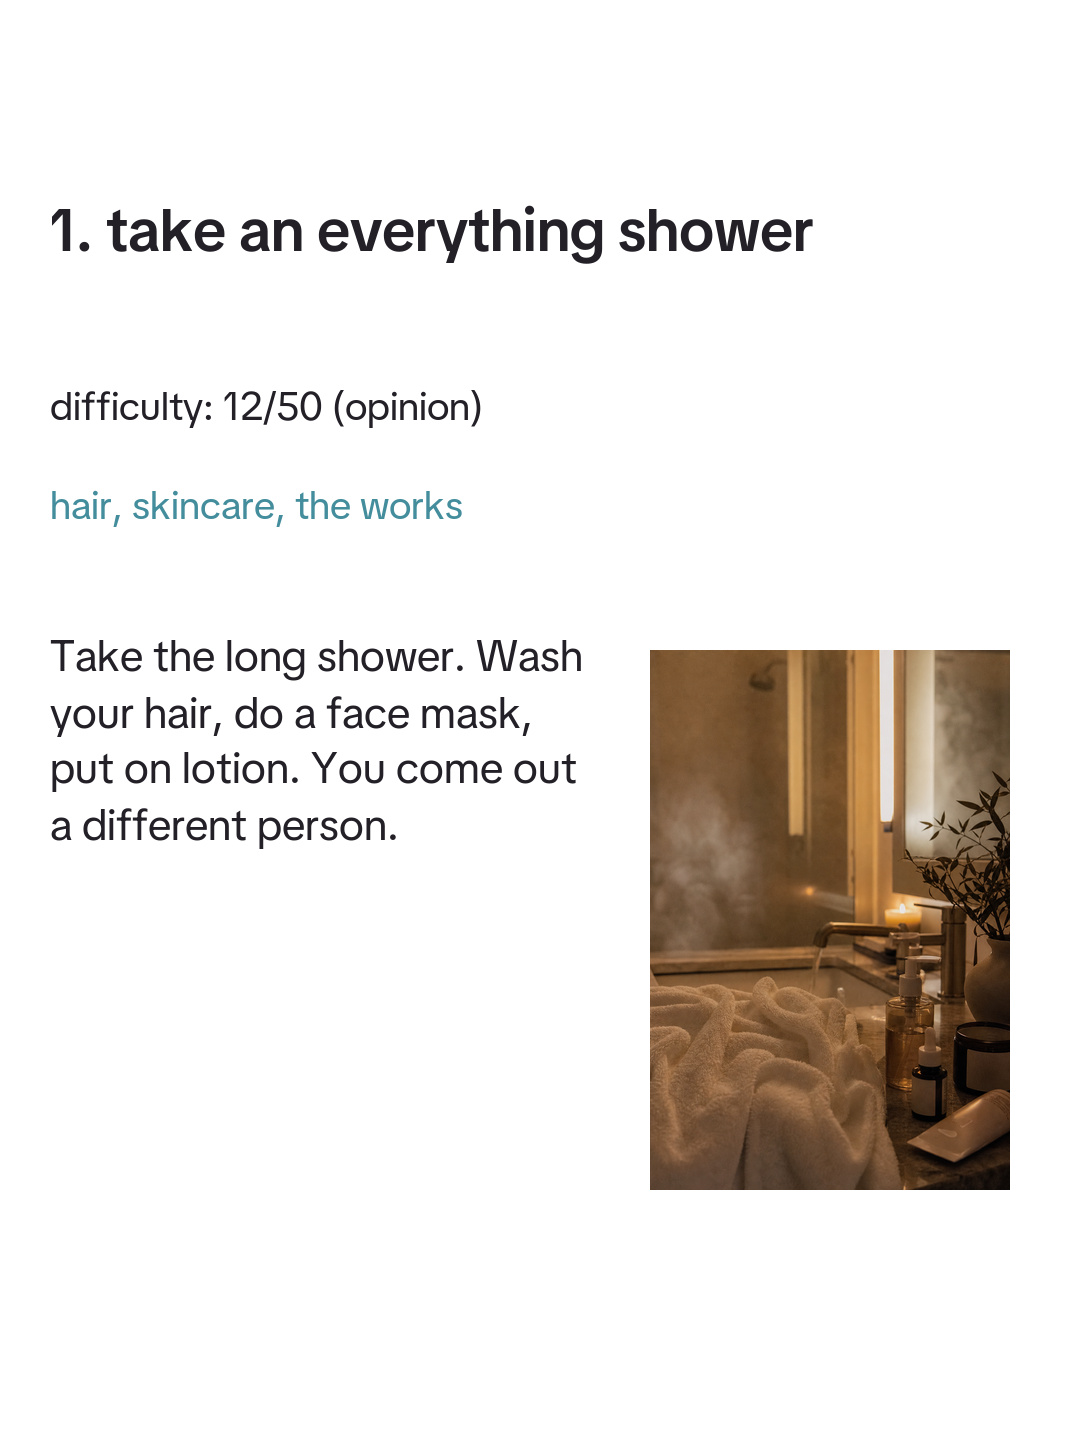 1. take an everything shower
difficulty: 12/50 (opinion)
hair, skincare, the works
Take the long shower. Wash
your hair, do a face mask,
put on lotion. You come out
a different person.